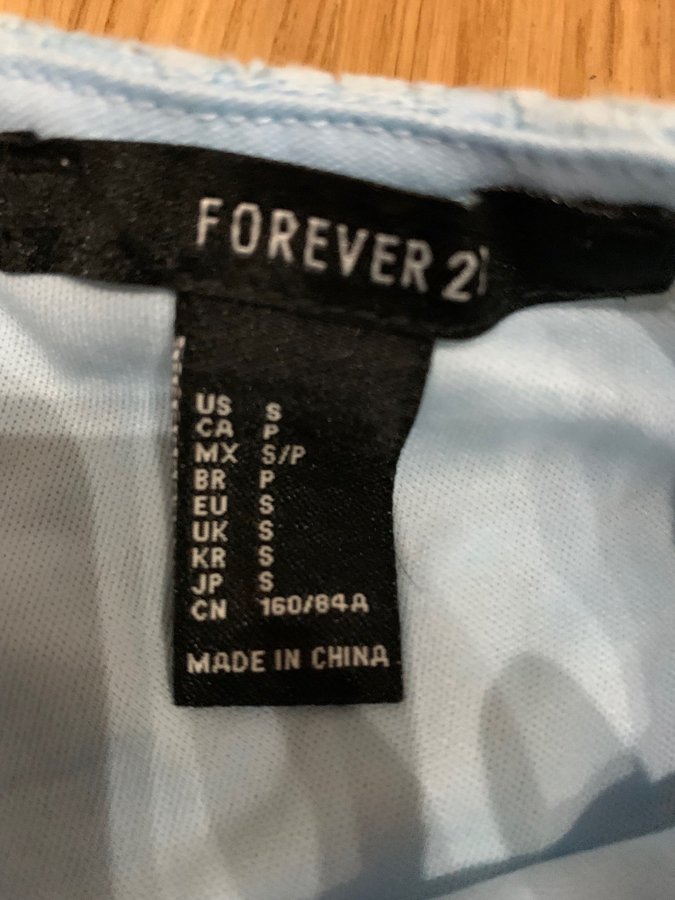 FOREVER 21
US S
CA P
MX S/P
BR P
EU S
UK S
KR S
JP S
CN 160/84A
MADE IN CHINA